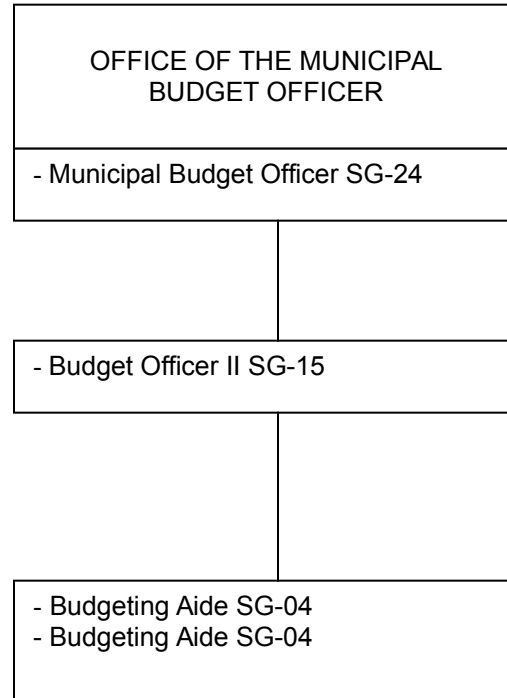 OFFICE OF THE MUNICIPAL
BUDGET OFFICER
- Municipal Budget Officer SG-24
- Budget Officer II SG-15
- Budgeting Aide SG-04
- Budgeting Aide SG-04